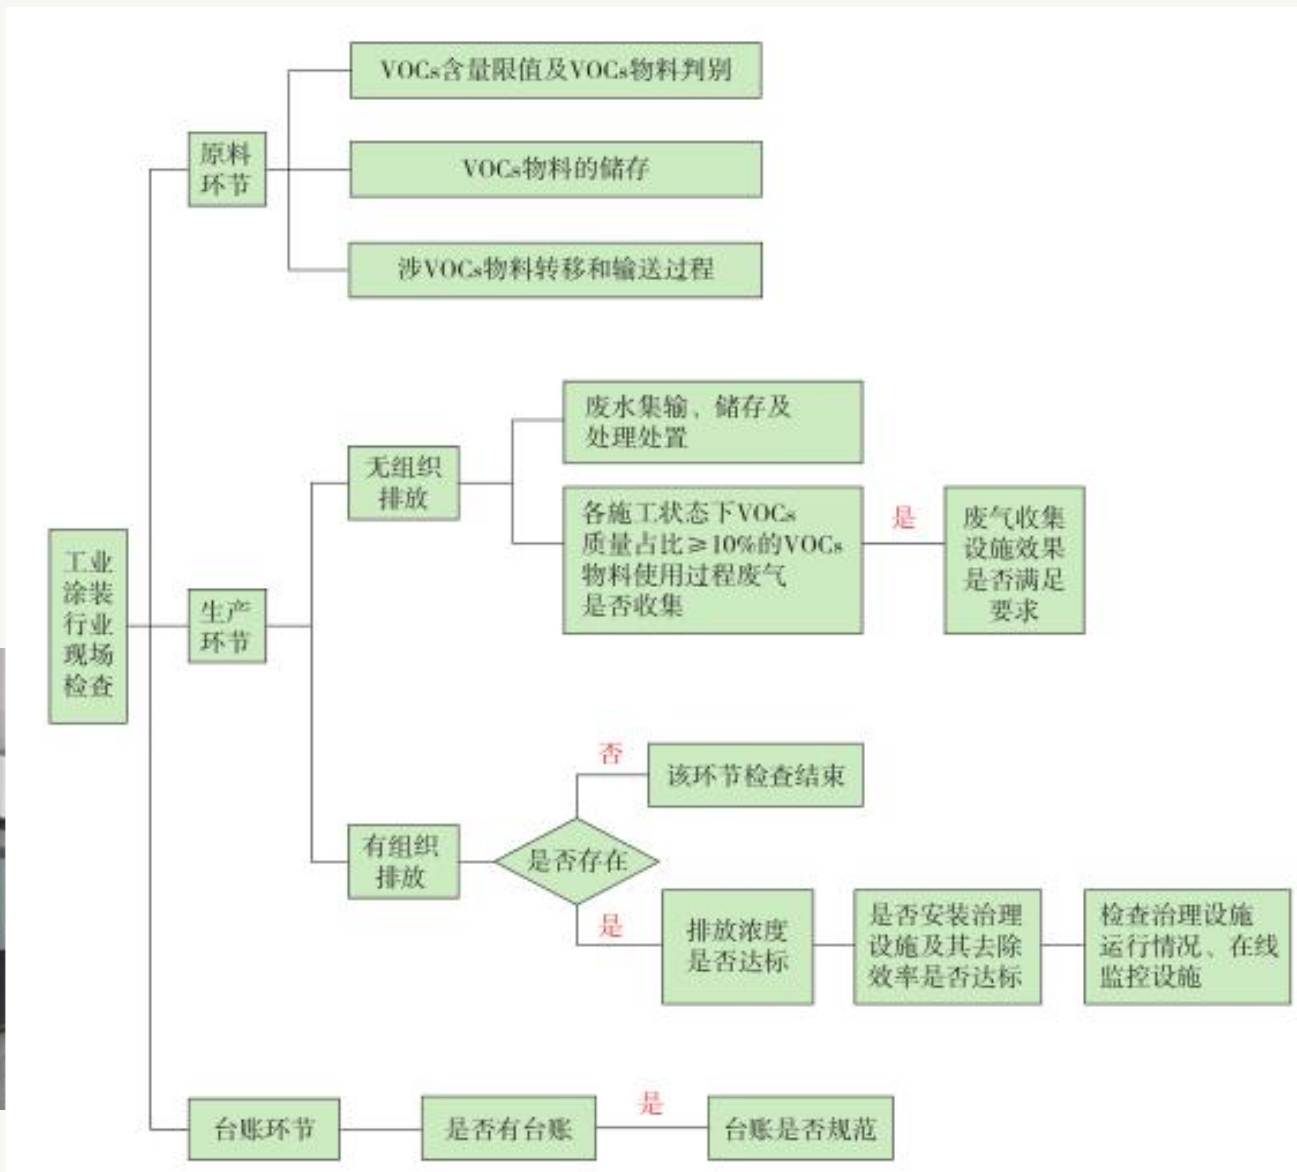 VOCs含量限值及VOCs物料判别
原料
环节
VOCs物料的储存
涉VOCs物料转移和输送过程
废水集输、储存及
处理处置
无组织
排放
各施工状态下VOCs
质量占比≥10%的VOCs
物料使用过程废气
是否收集
是
废气收集
设施效果
是否满足
要求
工业
涂装
行业
现场
检查
生产
环节
否
该环节检查结束
有组织
排放
是否存在
是
排放浓度
是否达标
是否安装治理
设施及其去除
效率是否达标
检查治理设施
运行情况、在线
监控设施
台账环节
是否有台账
是
台账是否规范